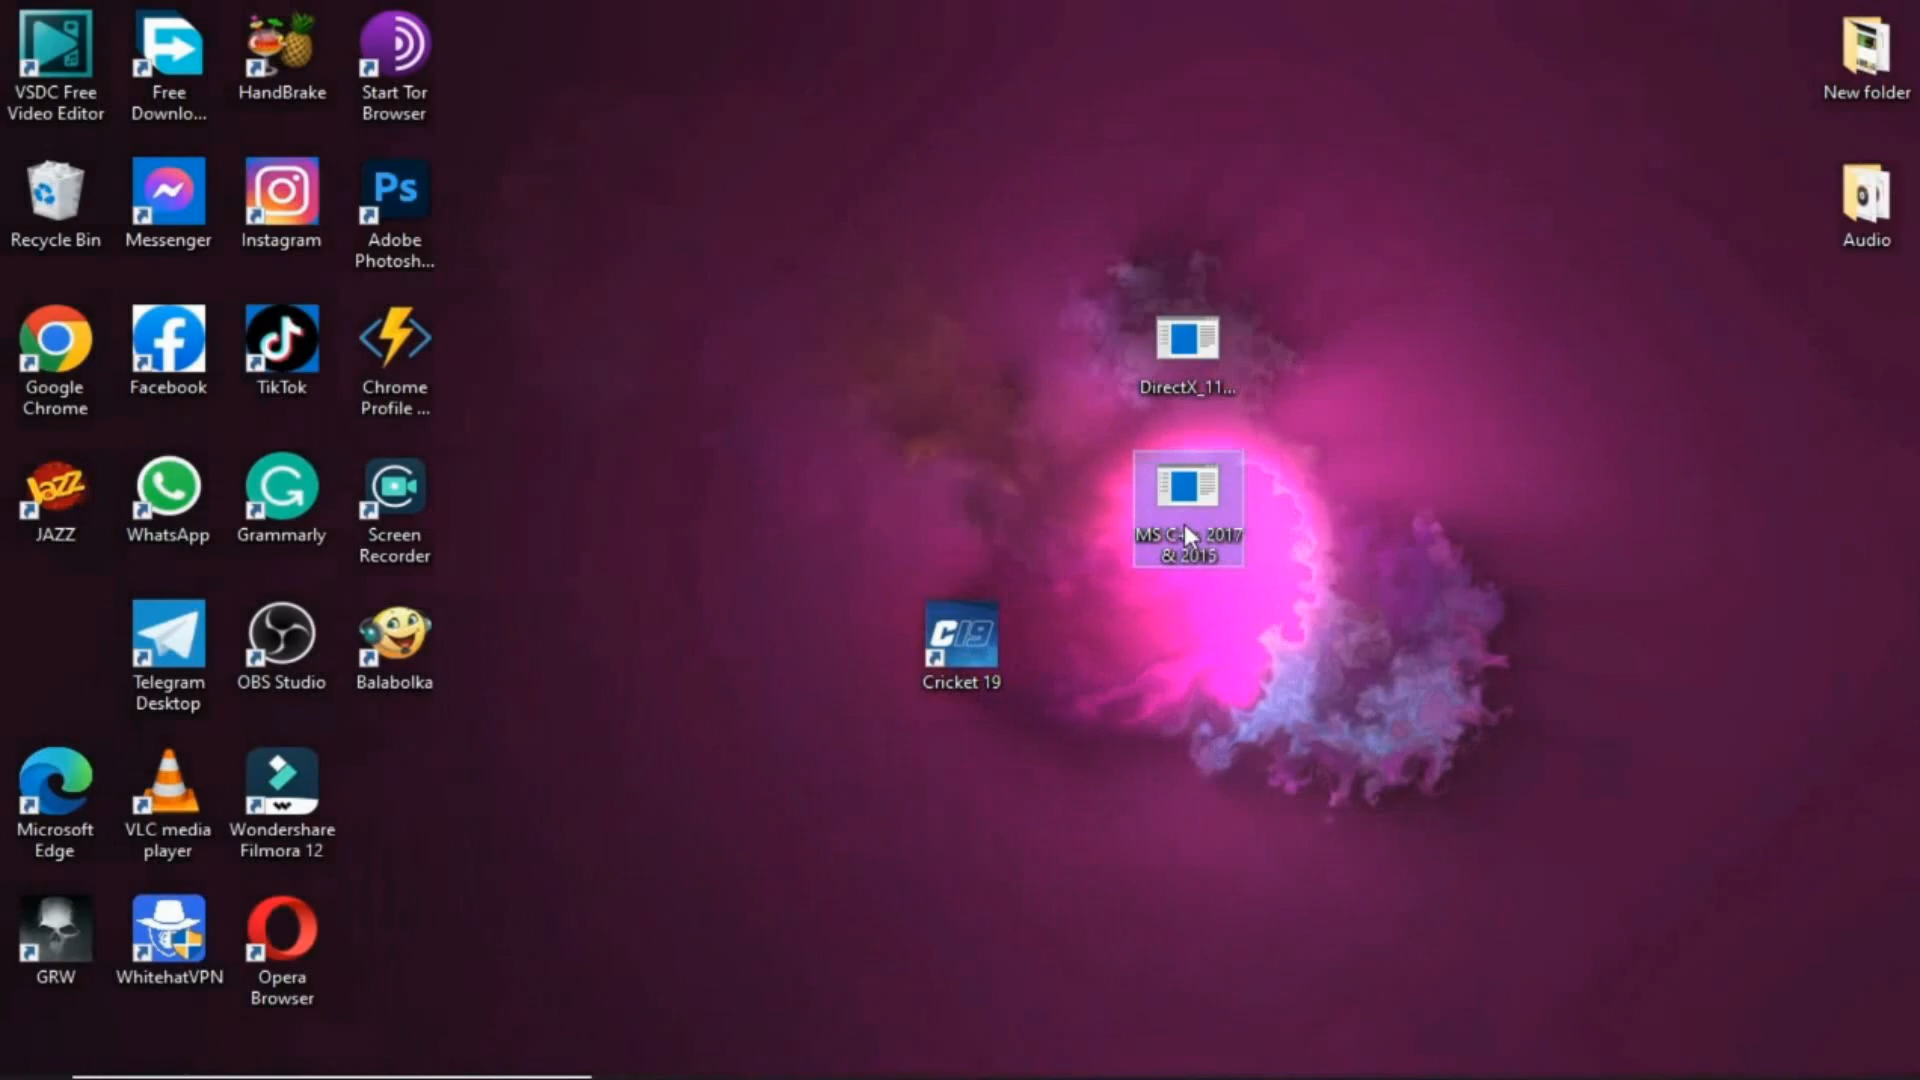 VSDC Free
Video Editor
Free
Downlo...
HandBrake
Start Tor
Browser
New folder
Recycle Bin
Messenger
Instagram
Ps
Adobe
Photosh...
Audio
Google
Chrome
Facebook
TikTok
Chrome
Profile ...
DirectX_11...
Jazz
JAZZ
WhatsApp
Grammarly
Screen
Recorder
MS C 2017
& 2015
Telegram
Desktop
OBS Studio
Balabolka
C19
Cricket 19
Microsoft
Edge
VLC media
player
Wondershare
Filmora 12
GRW
WhitehatVPN
Opera
Browser